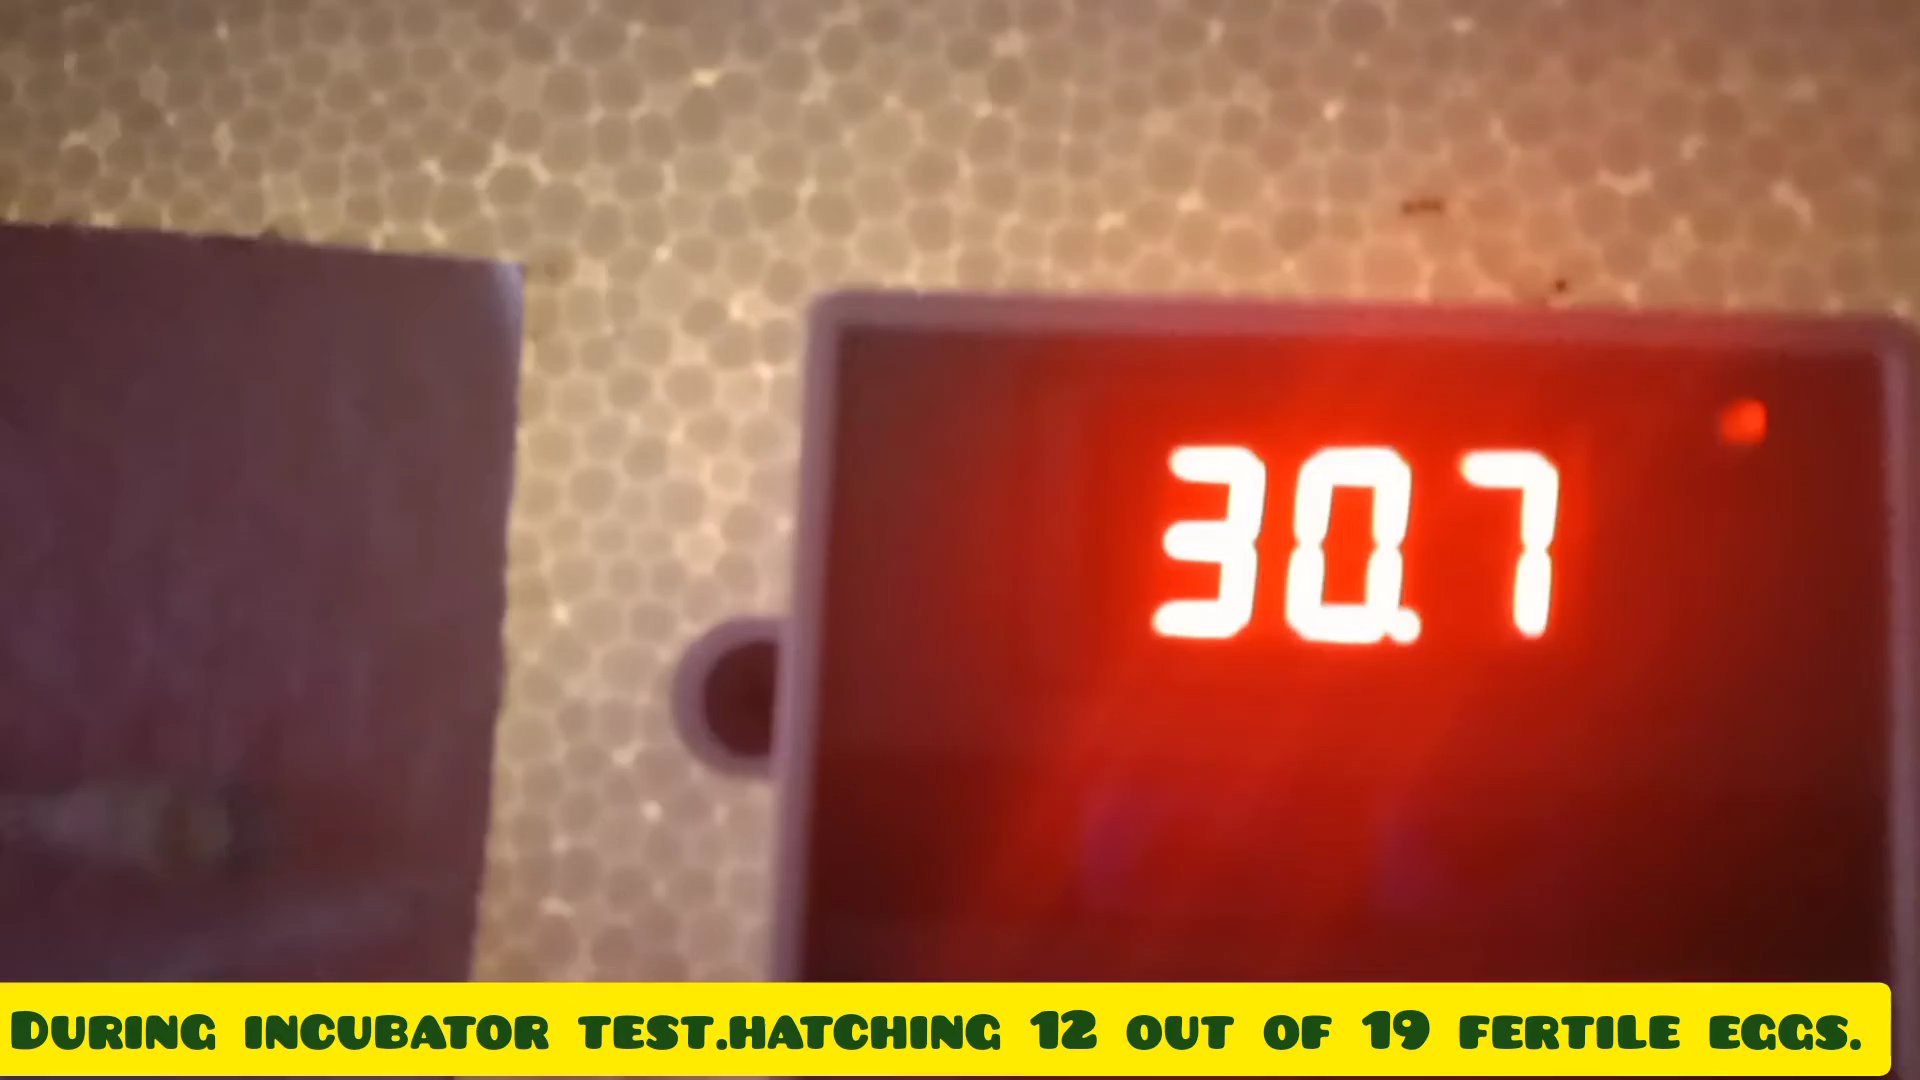 30.7
During incubator test.hatching 12 out of 19 fertile eggs.